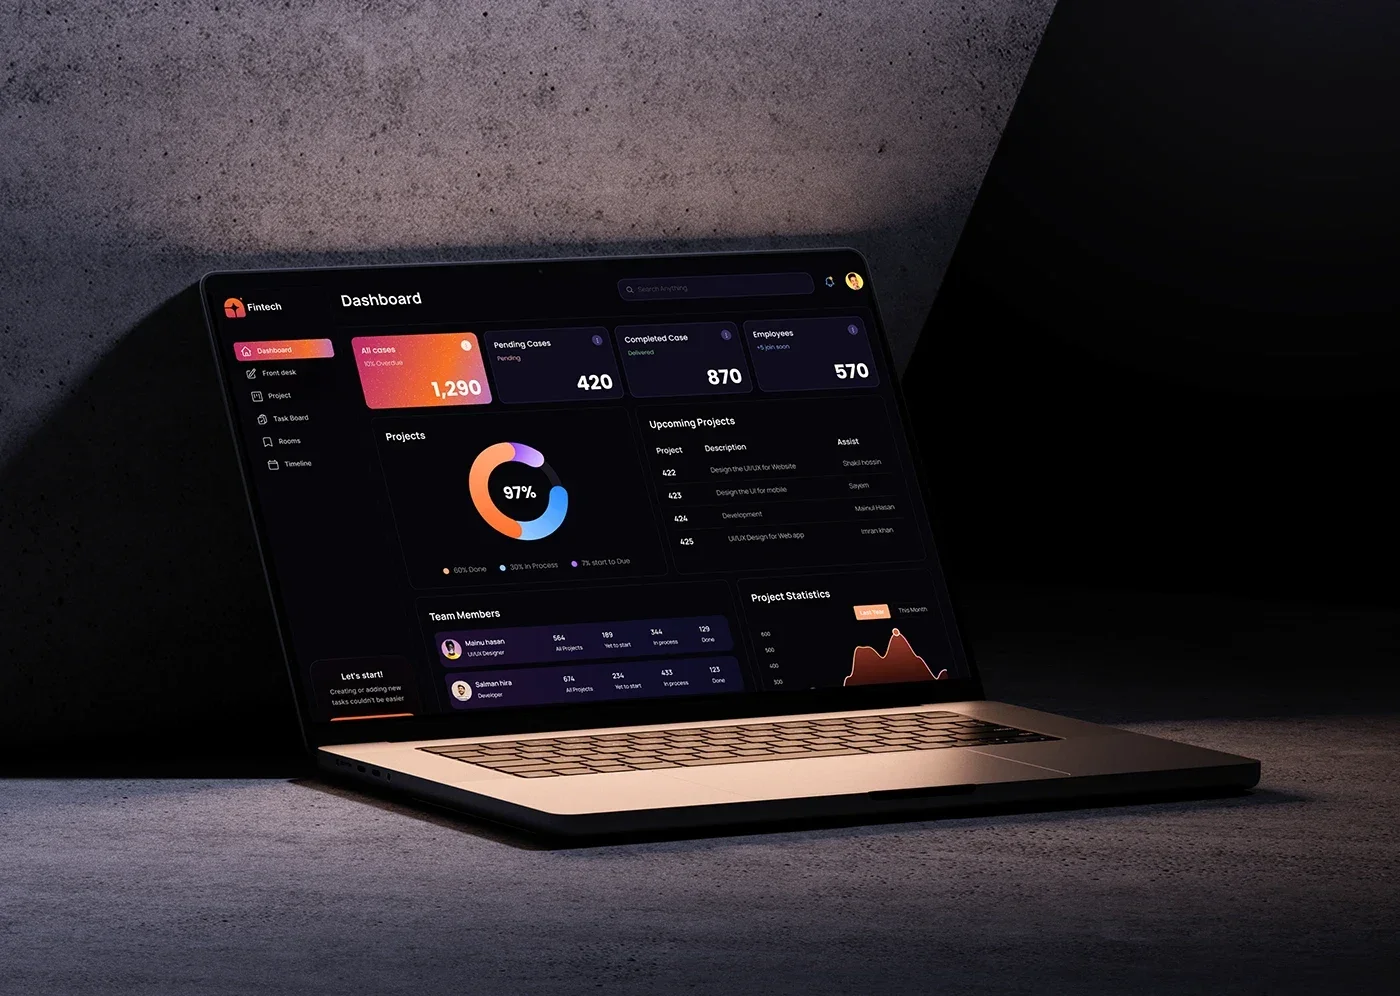 Fintech
Dashboard
Search Anything
Dashboard
Front desk
Project
Task Board
Rooms
Timeline
All cases
10% Overdue
1,290
Pending Cases
Pending
420
Completed Case
Delivered
870
Employees
+5 join soon
570
Projects
97%
60% Done
30% in Process
7% start to Due
Upcoming Projects
Project Description Assist
422 Design the UI/UX for Website Shakil hossin
423 Design the UI for mobile Sayem
424 Development Mainul Hasan
425 UI/UX Design for Web app Imran khan
Team Members
Mainu hasan
UI/UX Designer
564 189 344 129
All Projects Yet to start In process Done
Salman hira
Developer
674 234 433 123
All Projects Yet to start In process Done
Project Statistics
Last Year This Month
600
500
400
300
Let's start!
Creating or adding new
tasks couldn't be easier